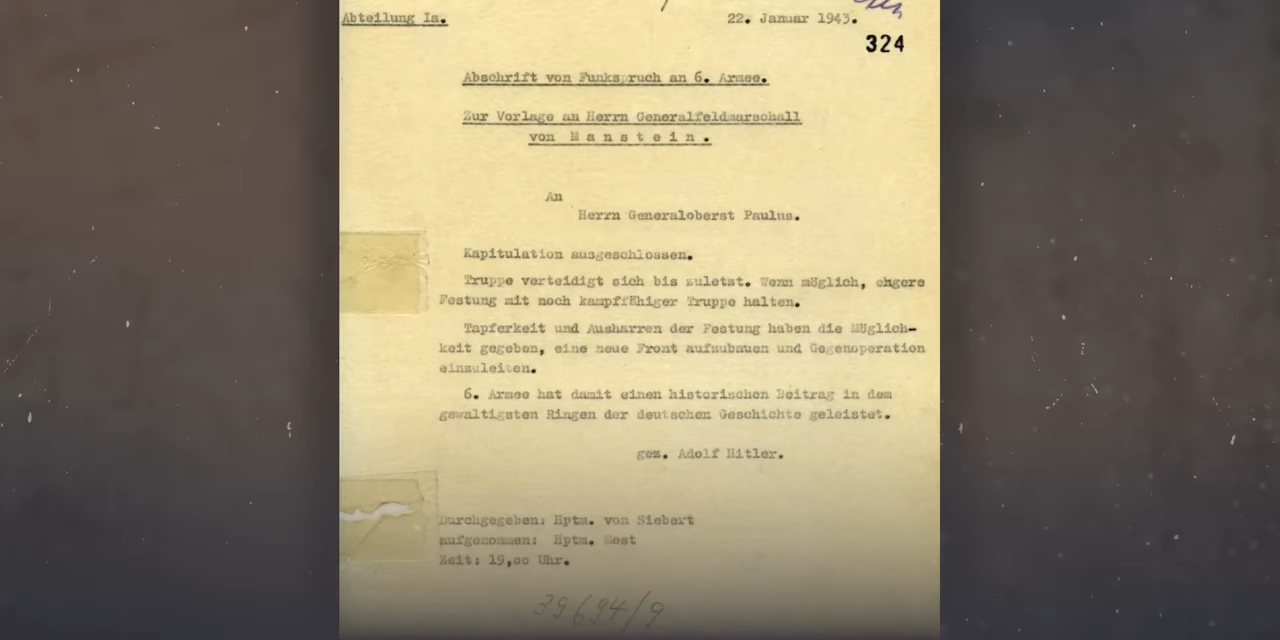 Abteilung Ia.
22. Januar 1943.
324
Abschrift von Funkspruch an 6. Armee.
Zur Vorlage an Herrn Generalfeldmarschall
von Manstein.
An
Herrn Generaloberst Paulus.
Kapitulation ausgeschlossen.
Truppe verteidigt sich bis zuletzt. Wenn möglich, engere
Festung mit noch kampffähiger Truppe halten.
Tapferkeit und Ausharren der Festung haben die Möglich-
keit gegeben, eine neue Front aufzubauen und Gegenoperation
einzuleiten.
6. Armee hat damit einen historischen Beitrag in dem
gewaltigsten Ringen der deutschen Geschichte geleistet.
gez. Adolf Hitler.
Durchgegeben: Hptm. von Siebert
aufgenommen: Hptm.
Zeit: 19,oo Uhr.
39694/9